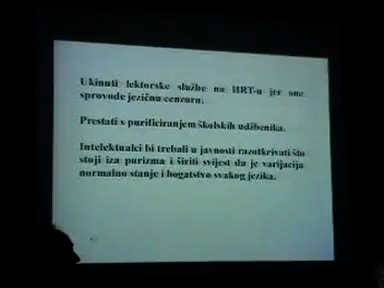 Ukinuti lektorske službe na HRT-u jer one
sprovode jezičnu cenzuru.
Prestati s purificiranjem školskih udžbenika.
Intelektualci bi trebali u javnosti razotkrivati što
stoji iza purizma i širiti svijest da je varijacija
normalno stanje i bogatstvo svakog jezika.